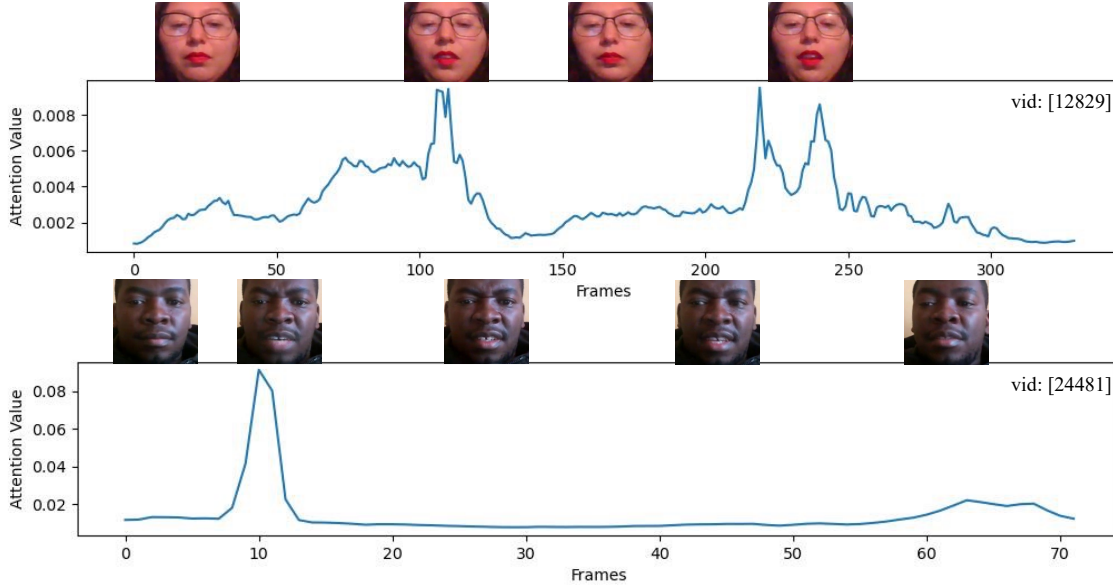 vid: [12829]
Attention Value
0.008
0.006
0.004
0.002
0 50 100 150 200 250 300
Frames
vid: [24481]
Attention Value
0.08
0.06
0.04
0.02
0 10 20 30 40 50 60 70
Frames